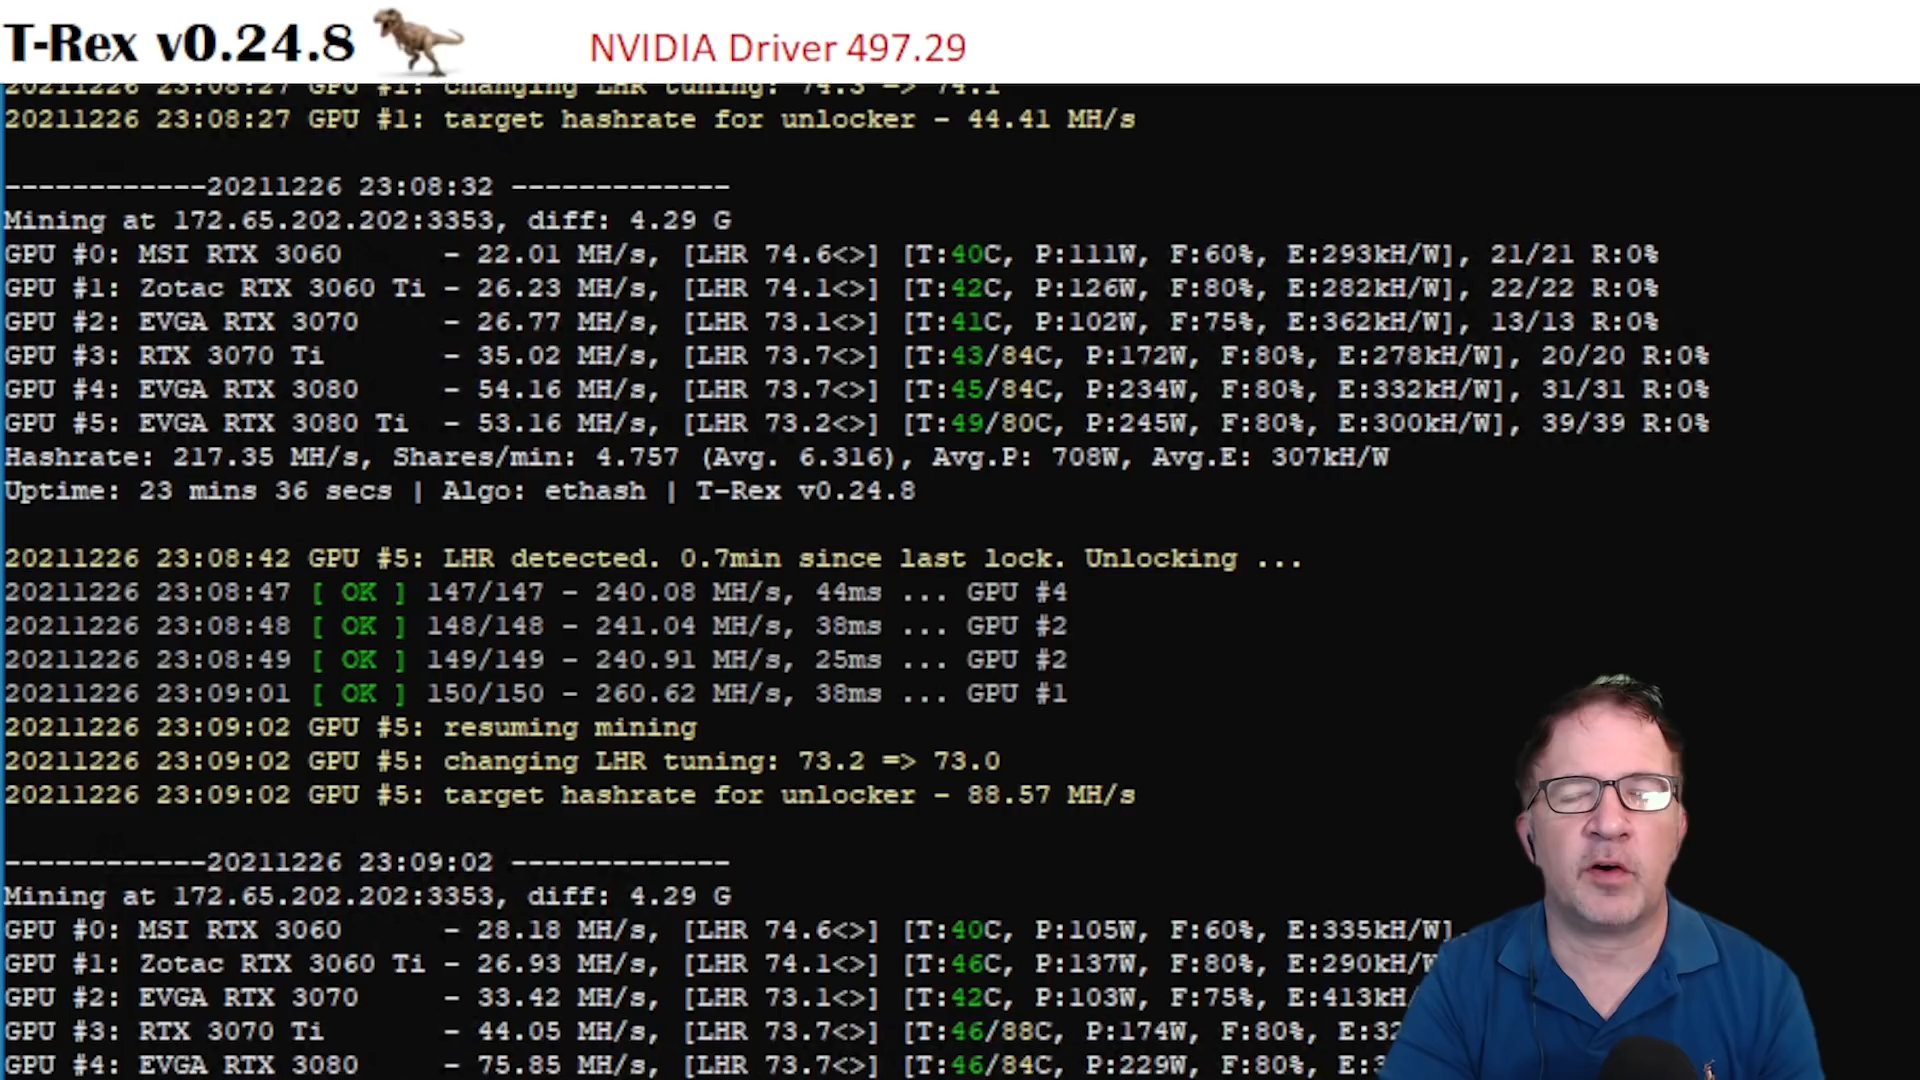 T-Rex v0.24.8 NVIDIA Driver 497.29
20211226 23:08:27 GPU #1: changing LHR tuning: 74.3 => 74.1
20211226 23:08:27 GPU #1: target hashrate for unlocker - 44.41 MH/s
------------20211226 23:08:32 -------------
Mining at 172.65.202.202:3353, diff: 4.29 G
GPU #0: MSI RTX 3060 - 22.01 MH/s, [LHR 74.6<>] [T:40C, P:111W, F:60%, E:293kH/W], 21/21 R:0%
GPU #1: Zotac RTX 3060 Ti - 26.23 MH/s, [LHR 74.1<>] [T:42C, P:126W, F:80%, E:282kH/W], 22/22 R:0%
GPU #2: EVGA RTX 3070 - 26.77 MH/s, [LHR 73.1<>] [T:41C, P:102W, F:75%, E:362kH/W], 13/13 R:0%
GPU #3: RTX 3070 Ti - 35.02 MH/s, [LHR 73.7<>] [T:43/84C, P:172W, F:80%, E:278kH/W], 20/20 R:0%
GPU #4: EVGA RTX 3080 - 54.16 MH/s, [LHR 73.7<>] [T:45/84C, P:234W, F:80%, E:332kH/W], 31/31 R:0%
GPU #5: EVGA RTX 3080 Ti - 53.16 MH/s, [LHR 73.2<>] [T:49/80C, P:245W, F:80%, E:300kH/W], 39/39 R:0%
Hashrate: 217.35 MH/s, Shares/min: 4.757 (Avg. 6.316), Avg.P: 708W, Avg.E: 307kH/W
Uptime: 23 mins 36 secs | Algo: ethash | T-Rex v0.24.8
20211226 23:08:42 GPU #5: LHR detected. 0.7min since last lock. Unlocking ...
20211226 23:08:47 [ OK ] 147/147 - 240.08 MH/s, 44ms ... GPU #4
20211226 23:08:48 [ OK ] 148/148 - 241.04 MH/s, 38ms ... GPU #2
20211226 23:08:49 [ OK ] 149/149 - 240.91 MH/s, 25ms ... GPU #2
20211226 23:09:01 [ OK ] 150/150 - 260.62 MH/s, 38ms ... GPU #1
20211226 23:09:02 GPU #5: resuming mining
20211226 23:09:02 GPU #5: changing LHR tuning: 73.2 => 73.0
20211226 23:09:02 GPU #5: target hashrate for unlocker - 88.57 MH/s
------------20211226 23:09:02 -------------
Mining at 172.65.202.202:3353, diff: 4.29 G
GPU #0: MSI RTX 3060 - 28.18 MH/s, [LHR 74.6<>] [T:40C, P:105W, F:60%, E:335kH/W]
GPU #1: Zotac RTX 3060 Ti - 26.93 MH/s, [LHR 74.1<>] [T:46C, P:137W, F:80%, E:290kH/W
GPU #2: EVGA RTX 3070 - 33.42 MH/s, [LHR 73.1<>] [T:42C, P:103W, F:75%, E:413kH/
GPU #3: RTX 3070 Ti - 44.05 MH/s, [LHR 73.7<>] [T:46/88C, P:174W, F:80%, E:32
GPU #4: EVGA RTX 3080 - 75.85 MH/s, [LHR 73.7<>] [T:46/84C, P:229W, F:80%, E:3